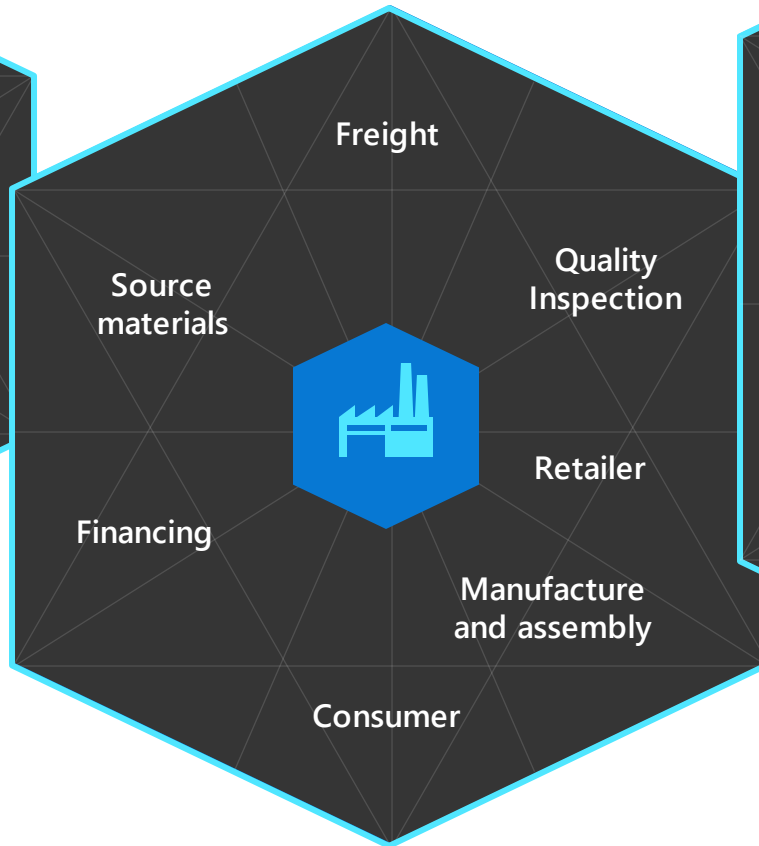 Freight
Quality
Inspection
Source
materials
Retailer
Financing
Manufacture
and assembly
Consumer